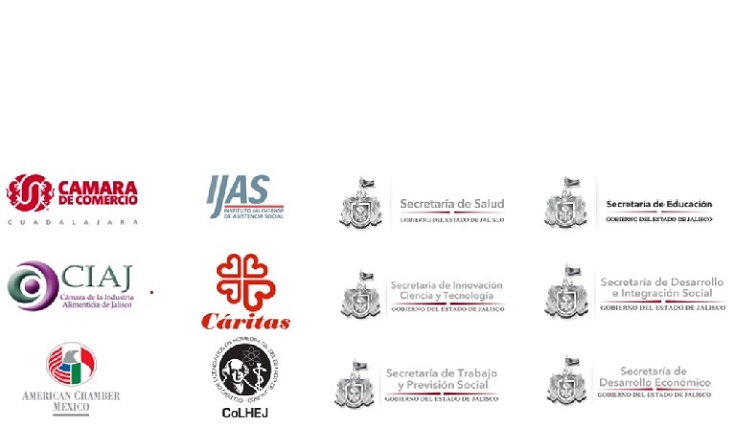 CAMARA
DE COMERCIO
GUADALAJARA
IJAS
INSTITUTO JALISCIENSE
DE ASISTENCIA SOCIAL
Secretaría de Salud
GOBIERNO DEL ESTADO DE JALISCO
Secretaría de Educación
GOBIERNO DEL ESTADO DE JALISCO
CIAJ
Cámara de la Industria
Alimenticia de Jalisco
Cáritas
Secretaría de Innovación
Ciencia y Tecnología
GOBIERNO DEL ESTADO DE JALISCO
Secretaría de Desarrollo
e Integración Social
GOBIERNO DEL ESTADO DE JALISCO
AMERICAN CHAMBER
MEXICO
CoLHEJ
Secretaría de Trabajo
y Previsión Social
GOBIERNO DEL ESTADO DE JALISCO
Secretaría de
Desarrollo Económico
GOBIERNO DEL ESTADO DE JALISCO